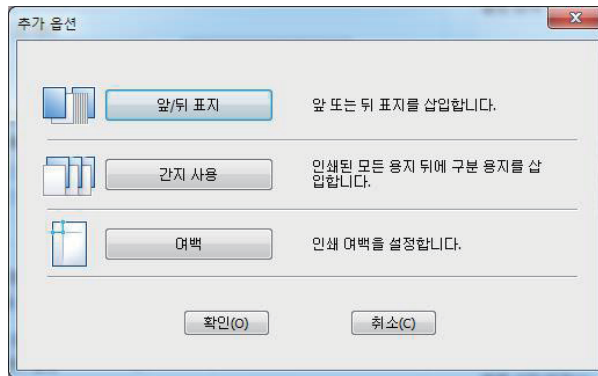 추가 옵션
앞/뒤 표지
앞 또는 뒤 표지를 삽입합니다.
간지 사용
인쇄된 모든 용지 뒤에 구분 용지를 삽
입합니다.
여백
인쇄 여백을 설정합니다.
확인(O)
취소(C)